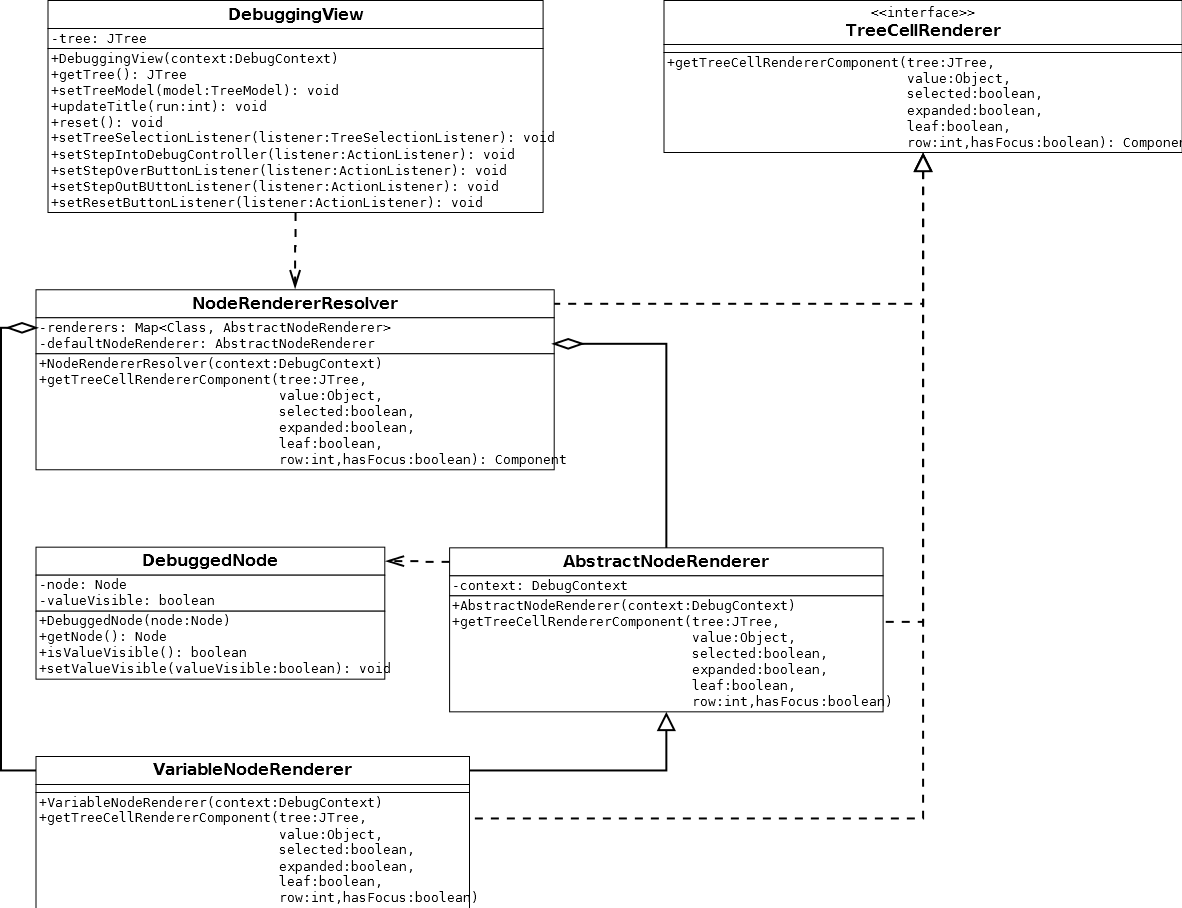 DebuggingView
-tree: JTree
+DebuggingView(context:DebugContext)
+getTree(): JTree
+setTreeModel(model:TreeModel): void
+updateTitle(run:int): void
+reset(): void
+setTreeSelectionListener(listener:TreeSelectionListener): void
+setStepIntoDebugController(listener:ActionListener): void
+setStepOverButtonListener(listener:ActionListener): void
+setStepOutBUttonListener(listener:ActionListener): void
+setResetButtonListener(listener:ActionListener): void
<<interface>>
TreeCellRenderer
+getTreeCellRendererComponent(tree:JTree,
value:Object,
selected:boolean,
expanded:boolean,
leaf:boolean,
row:int,hasFocus:boolean): Componen
NodeRendererResolver
-renderers: Map<Class, AbstractNodeRenderer>
-defaultNodeRenderer: AbstractNodeRenderer
+NodeRendererResolver(context:DebugContext)
+getTreeCellRendererComponent(tree:JTree,
value:Object,
selected:boolean,
expanded:boolean,
leaf:boolean,
row:int,hasFocus:boolean): Component
DebuggedNode
-node: Node
-valueVisible: boolean
+DebuggedNode(node:Node)
+getNode(): Node
+isValueVisible(): boolean
+setValueVisible(valueVisible:boolean): void
AbstractNodeRenderer
-context: DebugContext
+AbstractNodeRenderer(context:DebugContext)
+getTreeCellRendererComponent(tree:JTree,
value:Object,
selected:boolean,
expanded:boolean,
leaf:boolean,
row:int,hasFocus:boolean)
VariableNodeRenderer
+VariableNodeRenderer(context:DebugContext)
+getTreeCellRendererComponent(tree:JTree,
value:Object,
selected:boolean,
expanded:boolean,
leaf:boolean,
row:int,hasFocus:boolean)